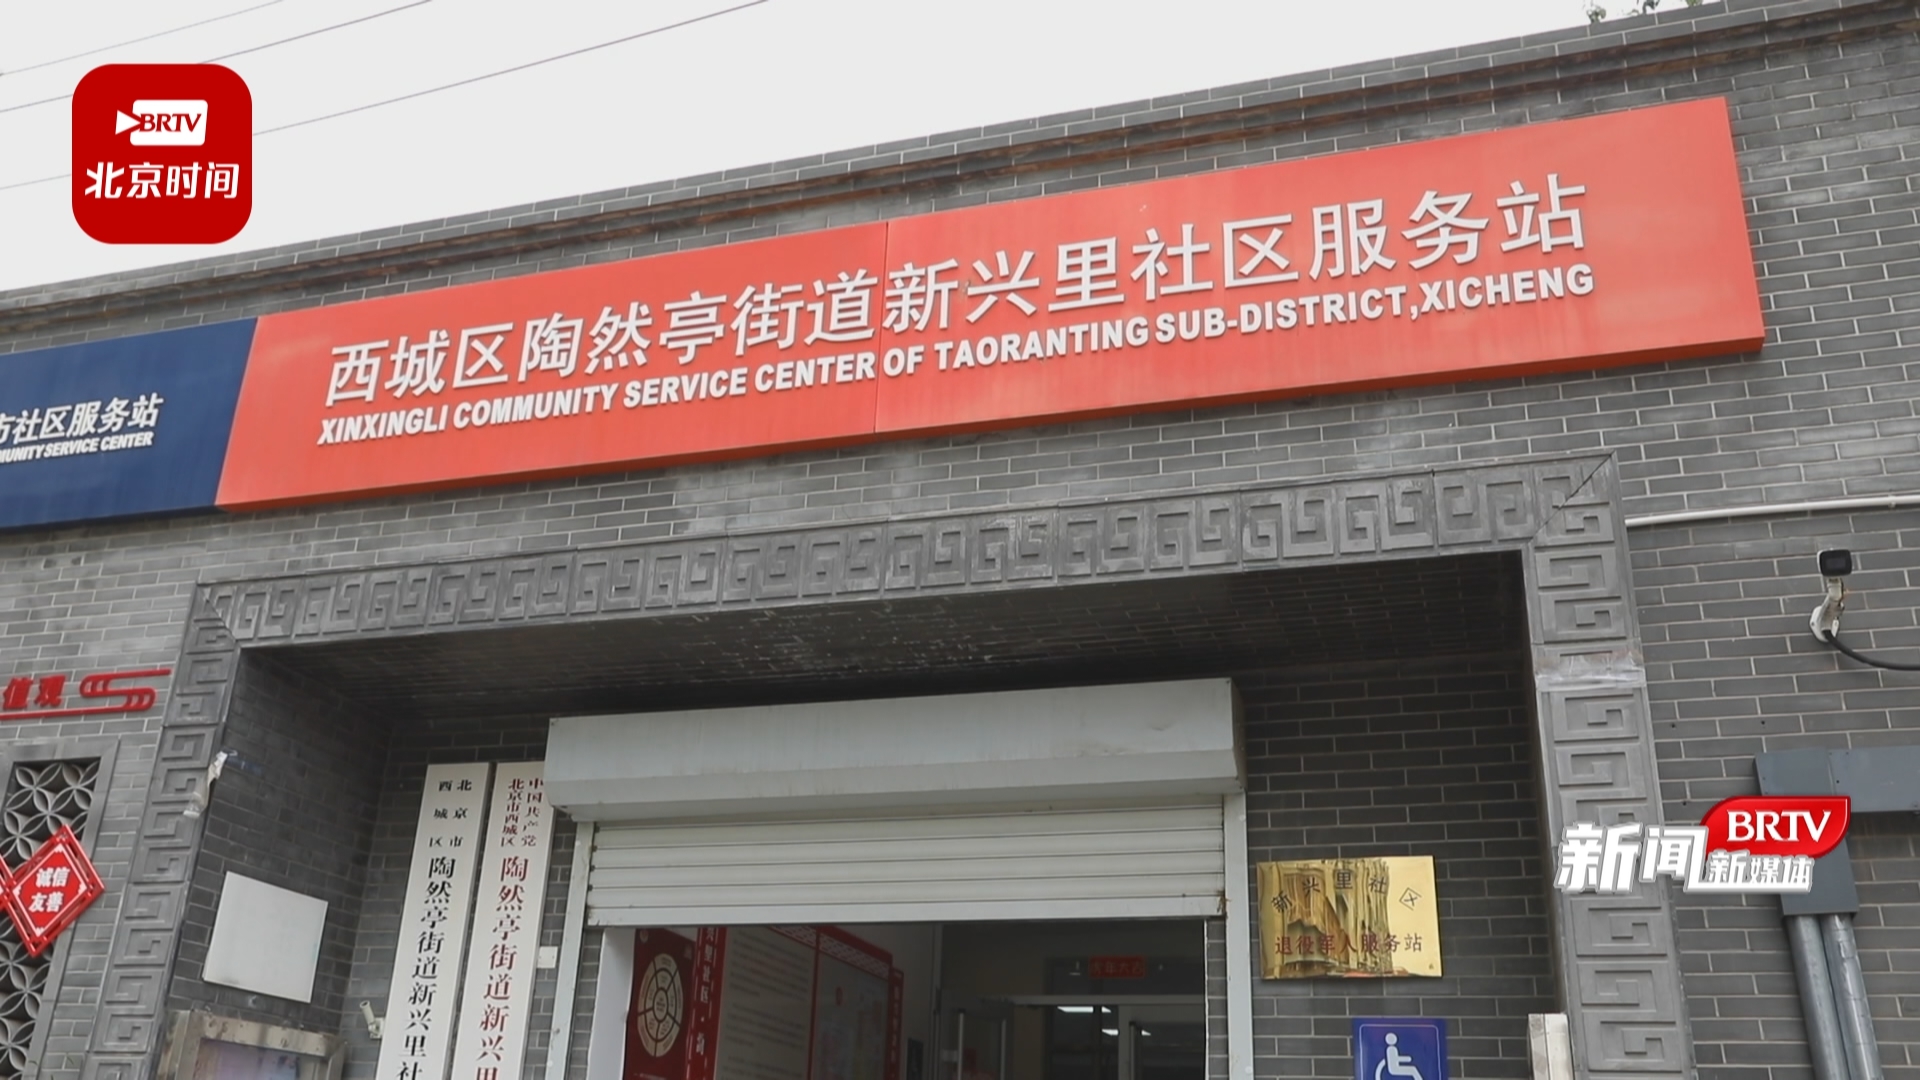 BRTV
北京时间
西城区陶然亭街道新兴里社区服务站
XINXINGLI COMMUNITY SERVICE CENTER OF TAORANTING SUB-DISTRICT,XICHENG
市社区服务站
MUNITY SERVICE CENTER
值观
诚信
友善
北京市
西城区
陶然亭街道新兴里社
中国共产党
北京市西城区
陶然亭街道新兴里
新兴里社区
退役军人服务站
BRTV
新闻
新媒体